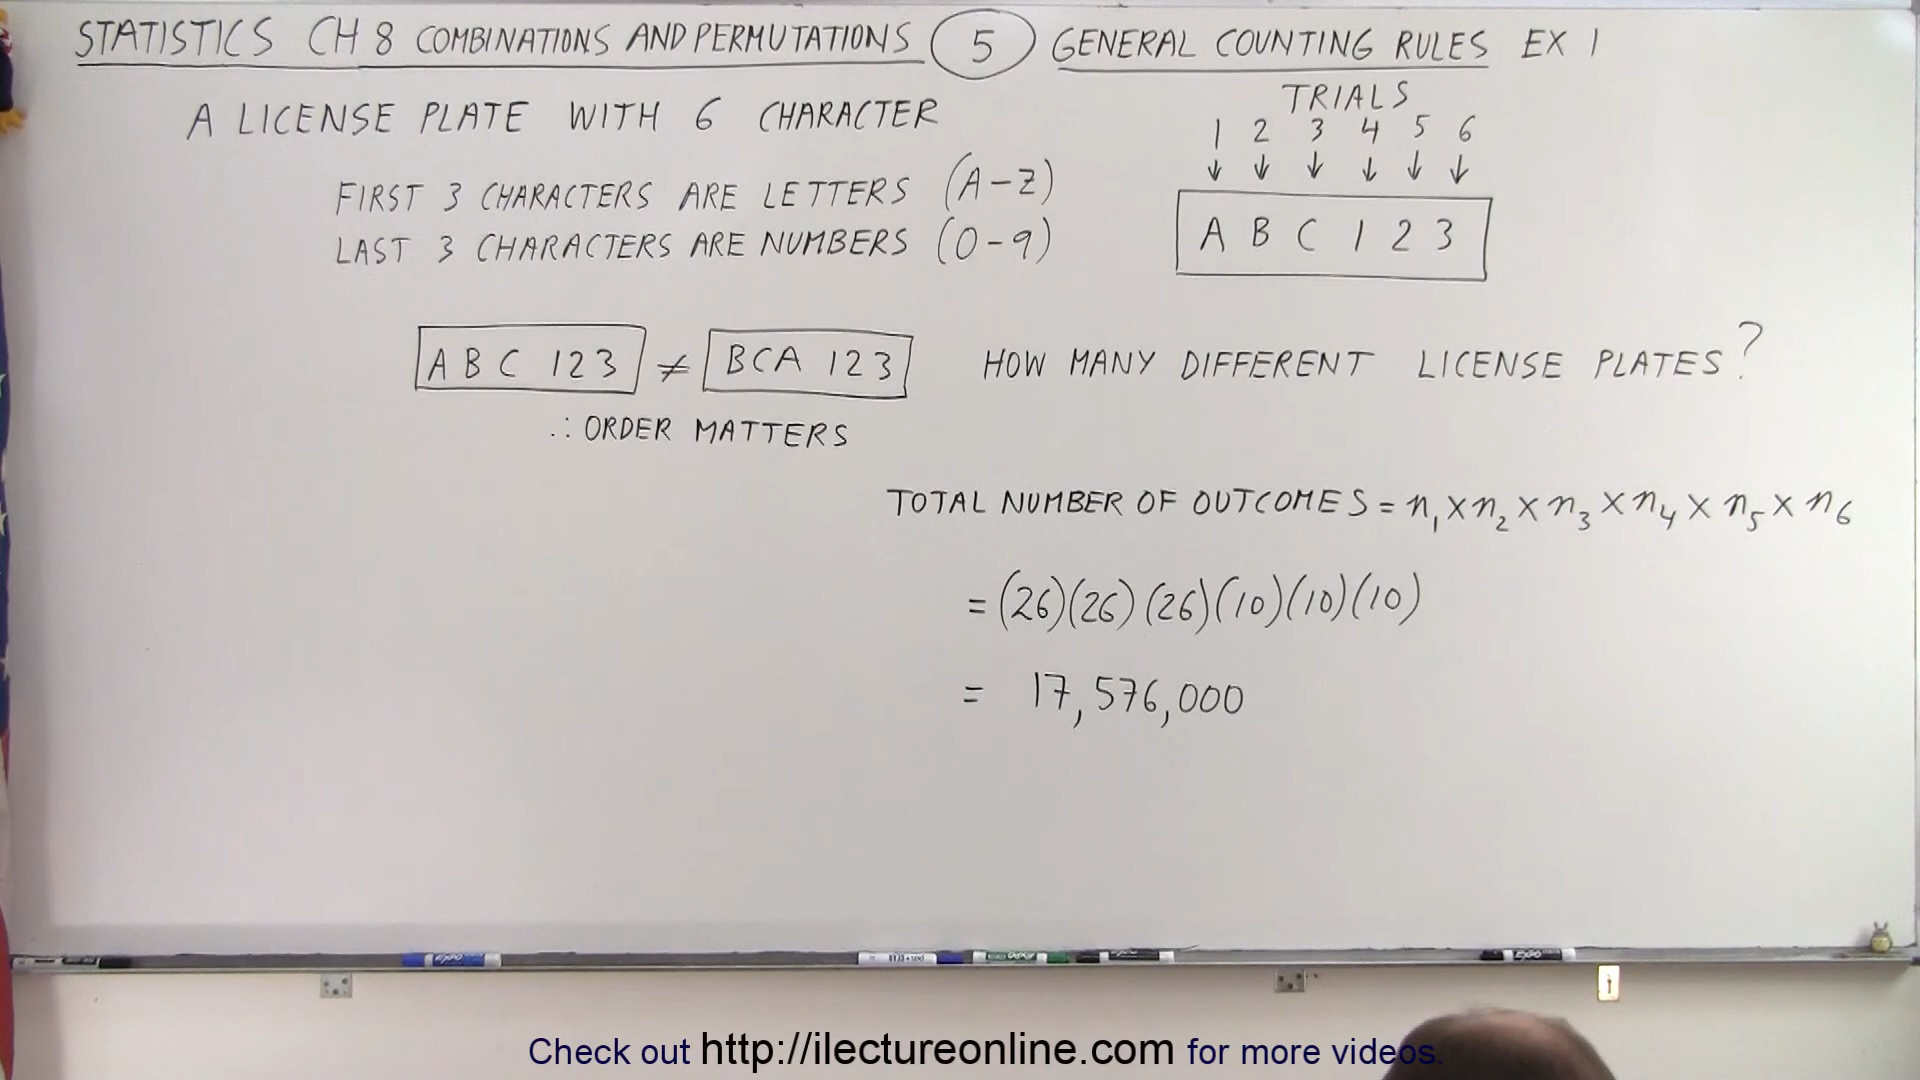 STATISTICS CH 8 COMBINATIONS AND PERMUTATIONS 5 GENERAL COUNTING RULES EX 1
A LICENSE PLATE WITH 6 CHARACTER
FIRST 3 CHARACTERS ARE LETTERS (A-Z)
LAST 3 CHARACTERS ARE NUMBERS (0-9)
TRIALS
1 2 3 4 5 6
↓ ↓ ↓ ↓ ↓ ↓
A B C 1 2 3
A B C 123 ≠ BCA 123
∴ ORDER MATTERS
HOW MANY DIFFERENT LICENSE PLATES?
TOTAL NUMBER OF OUTCOMES = n₁ × n₂ × n₃ × n₄ × n₅ × n₆
= (26)(26)(26)(10)(10)(10)
= 17,576,000
Check out http://ilectureonline.com for more videos.